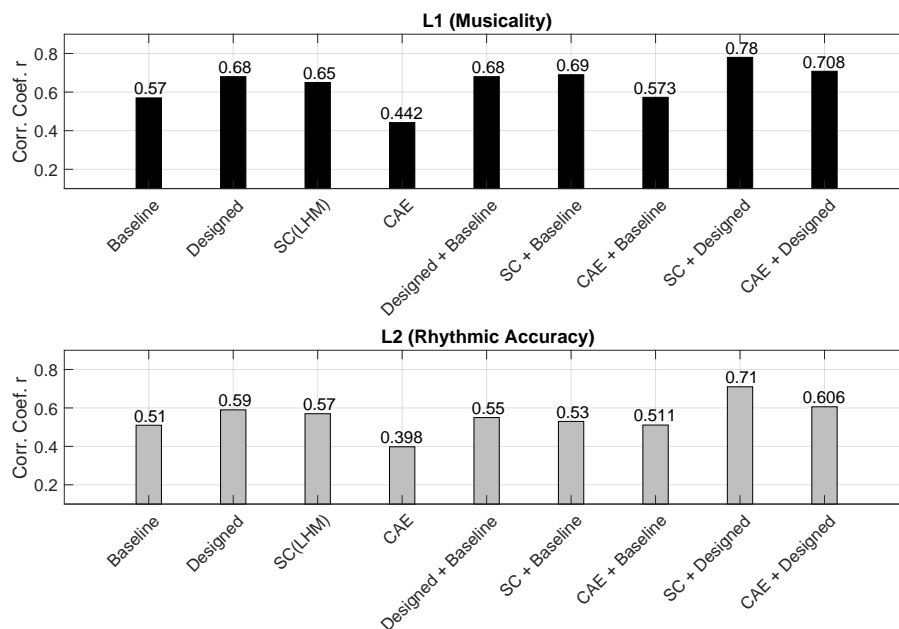 L1 (Musicality)
Corr. Coef. r
0.8
0.6
0.4
0.2
0.57
0.68
0.65
0.442
0.68
0.69
0.573
0.78
0.708
Baseline
Designed
SC(LHM)
CAE
Designed + Baseline
SC + Baseline
CAE + Baseline
SC + Designed
CAE + Designed
L2 (Rhythmic Accuracy)
Corr. Coef. r
0.8
0.6
0.4
0.2
0.51
0.59
0.57
0.398
0.55
0.53
0.511
0.71
0.606
Baseline
Designed
SC(LHM)
CAE
Designed + Baseline
SC + Baseline
CAE + Baseline
SC + Designed
CAE + Designed